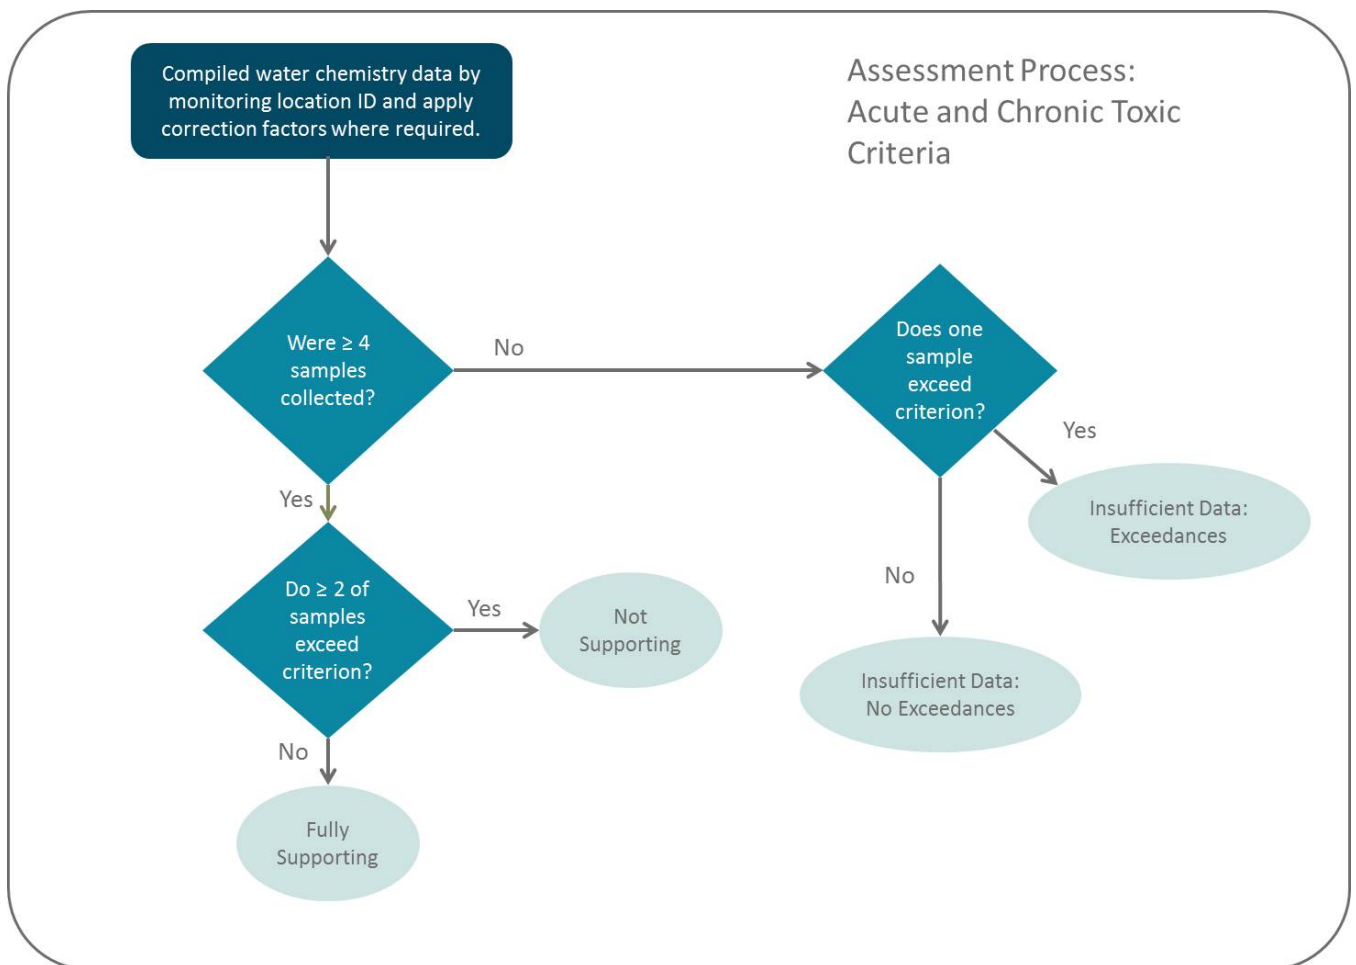 Compiled water chemistry data by
monitoring location ID and apply
correction factors where required.
Assessment Process:
Acute and Chronic Toxic
Criteria
Were ≥ 4
samples
collected?
No
Does one
sample
exceed
criterion?
Yes
Insufficient Data:
Exceedances
No
Insufficient Data:
No Exceedances
Yes
Do ≥ 2 of
samples
exceed
criterion?
Yes
Not
Supporting
No
Fully
Supporting